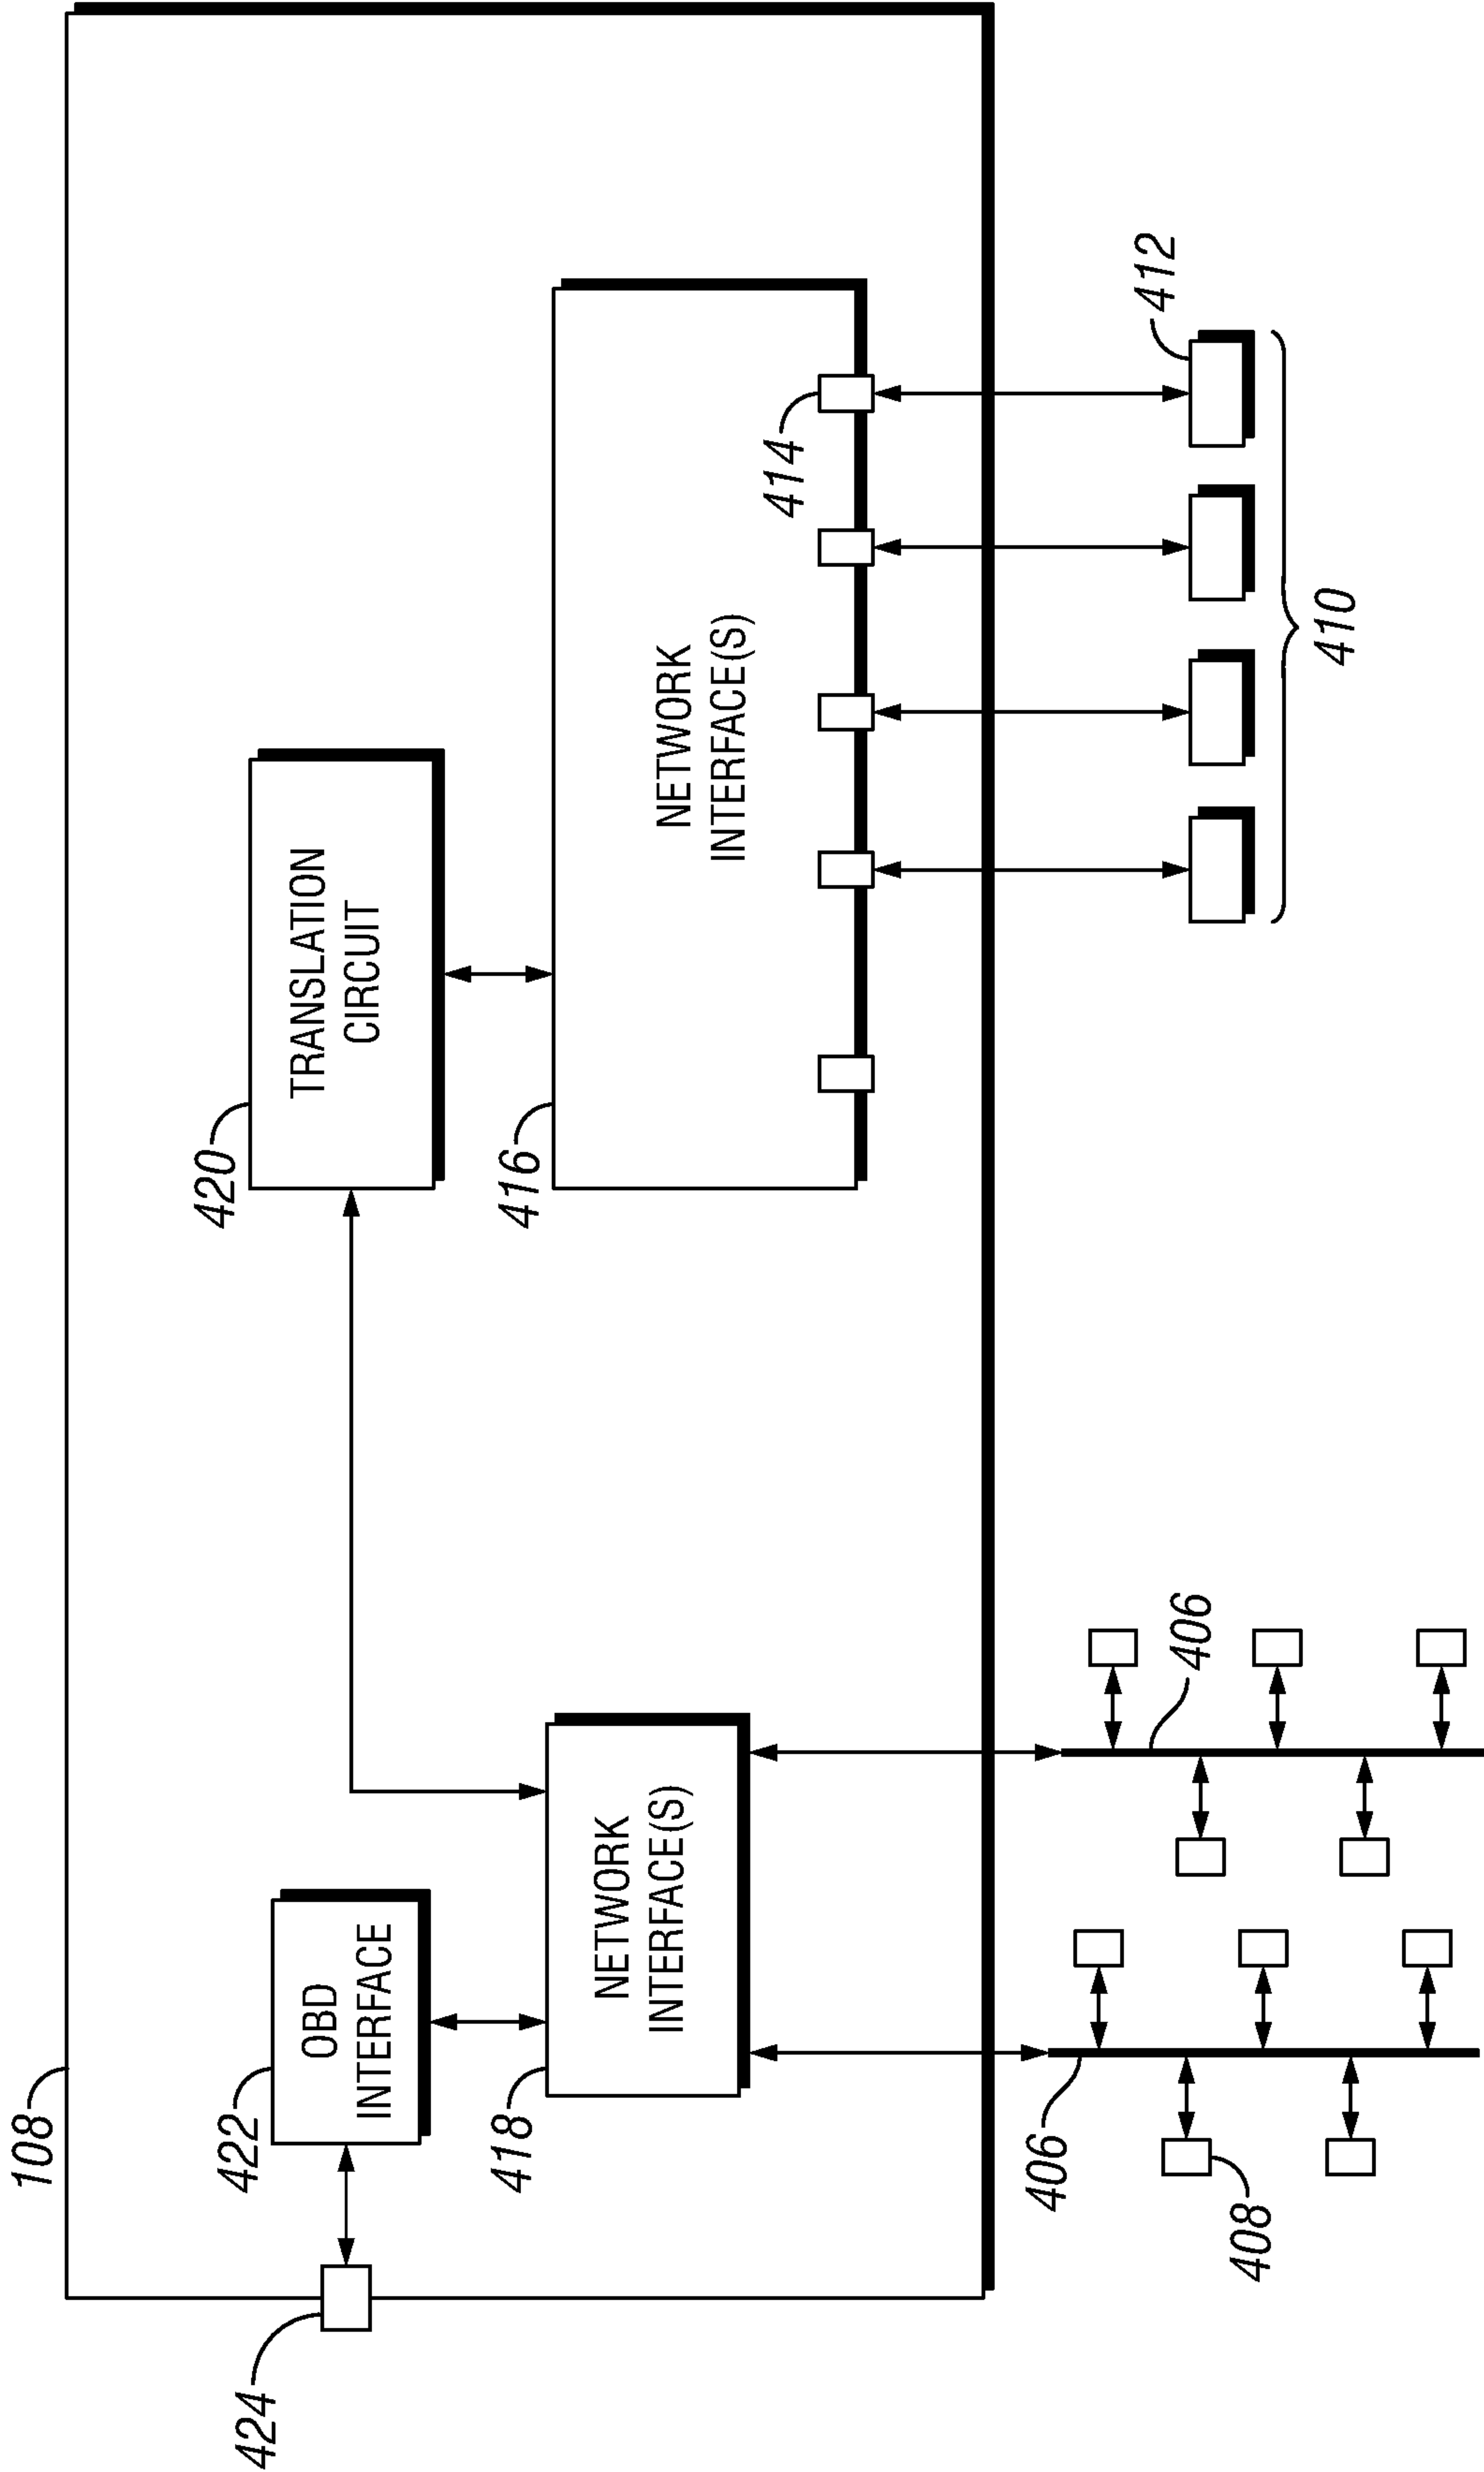 108
424
422
OBD
INTERFACE
420
TRANSLATION
CIRCUIT
418
NETWORK
INTERFACE(S)
416
NETWORK
INTERFACE(S)
414
406
408
406
412
410